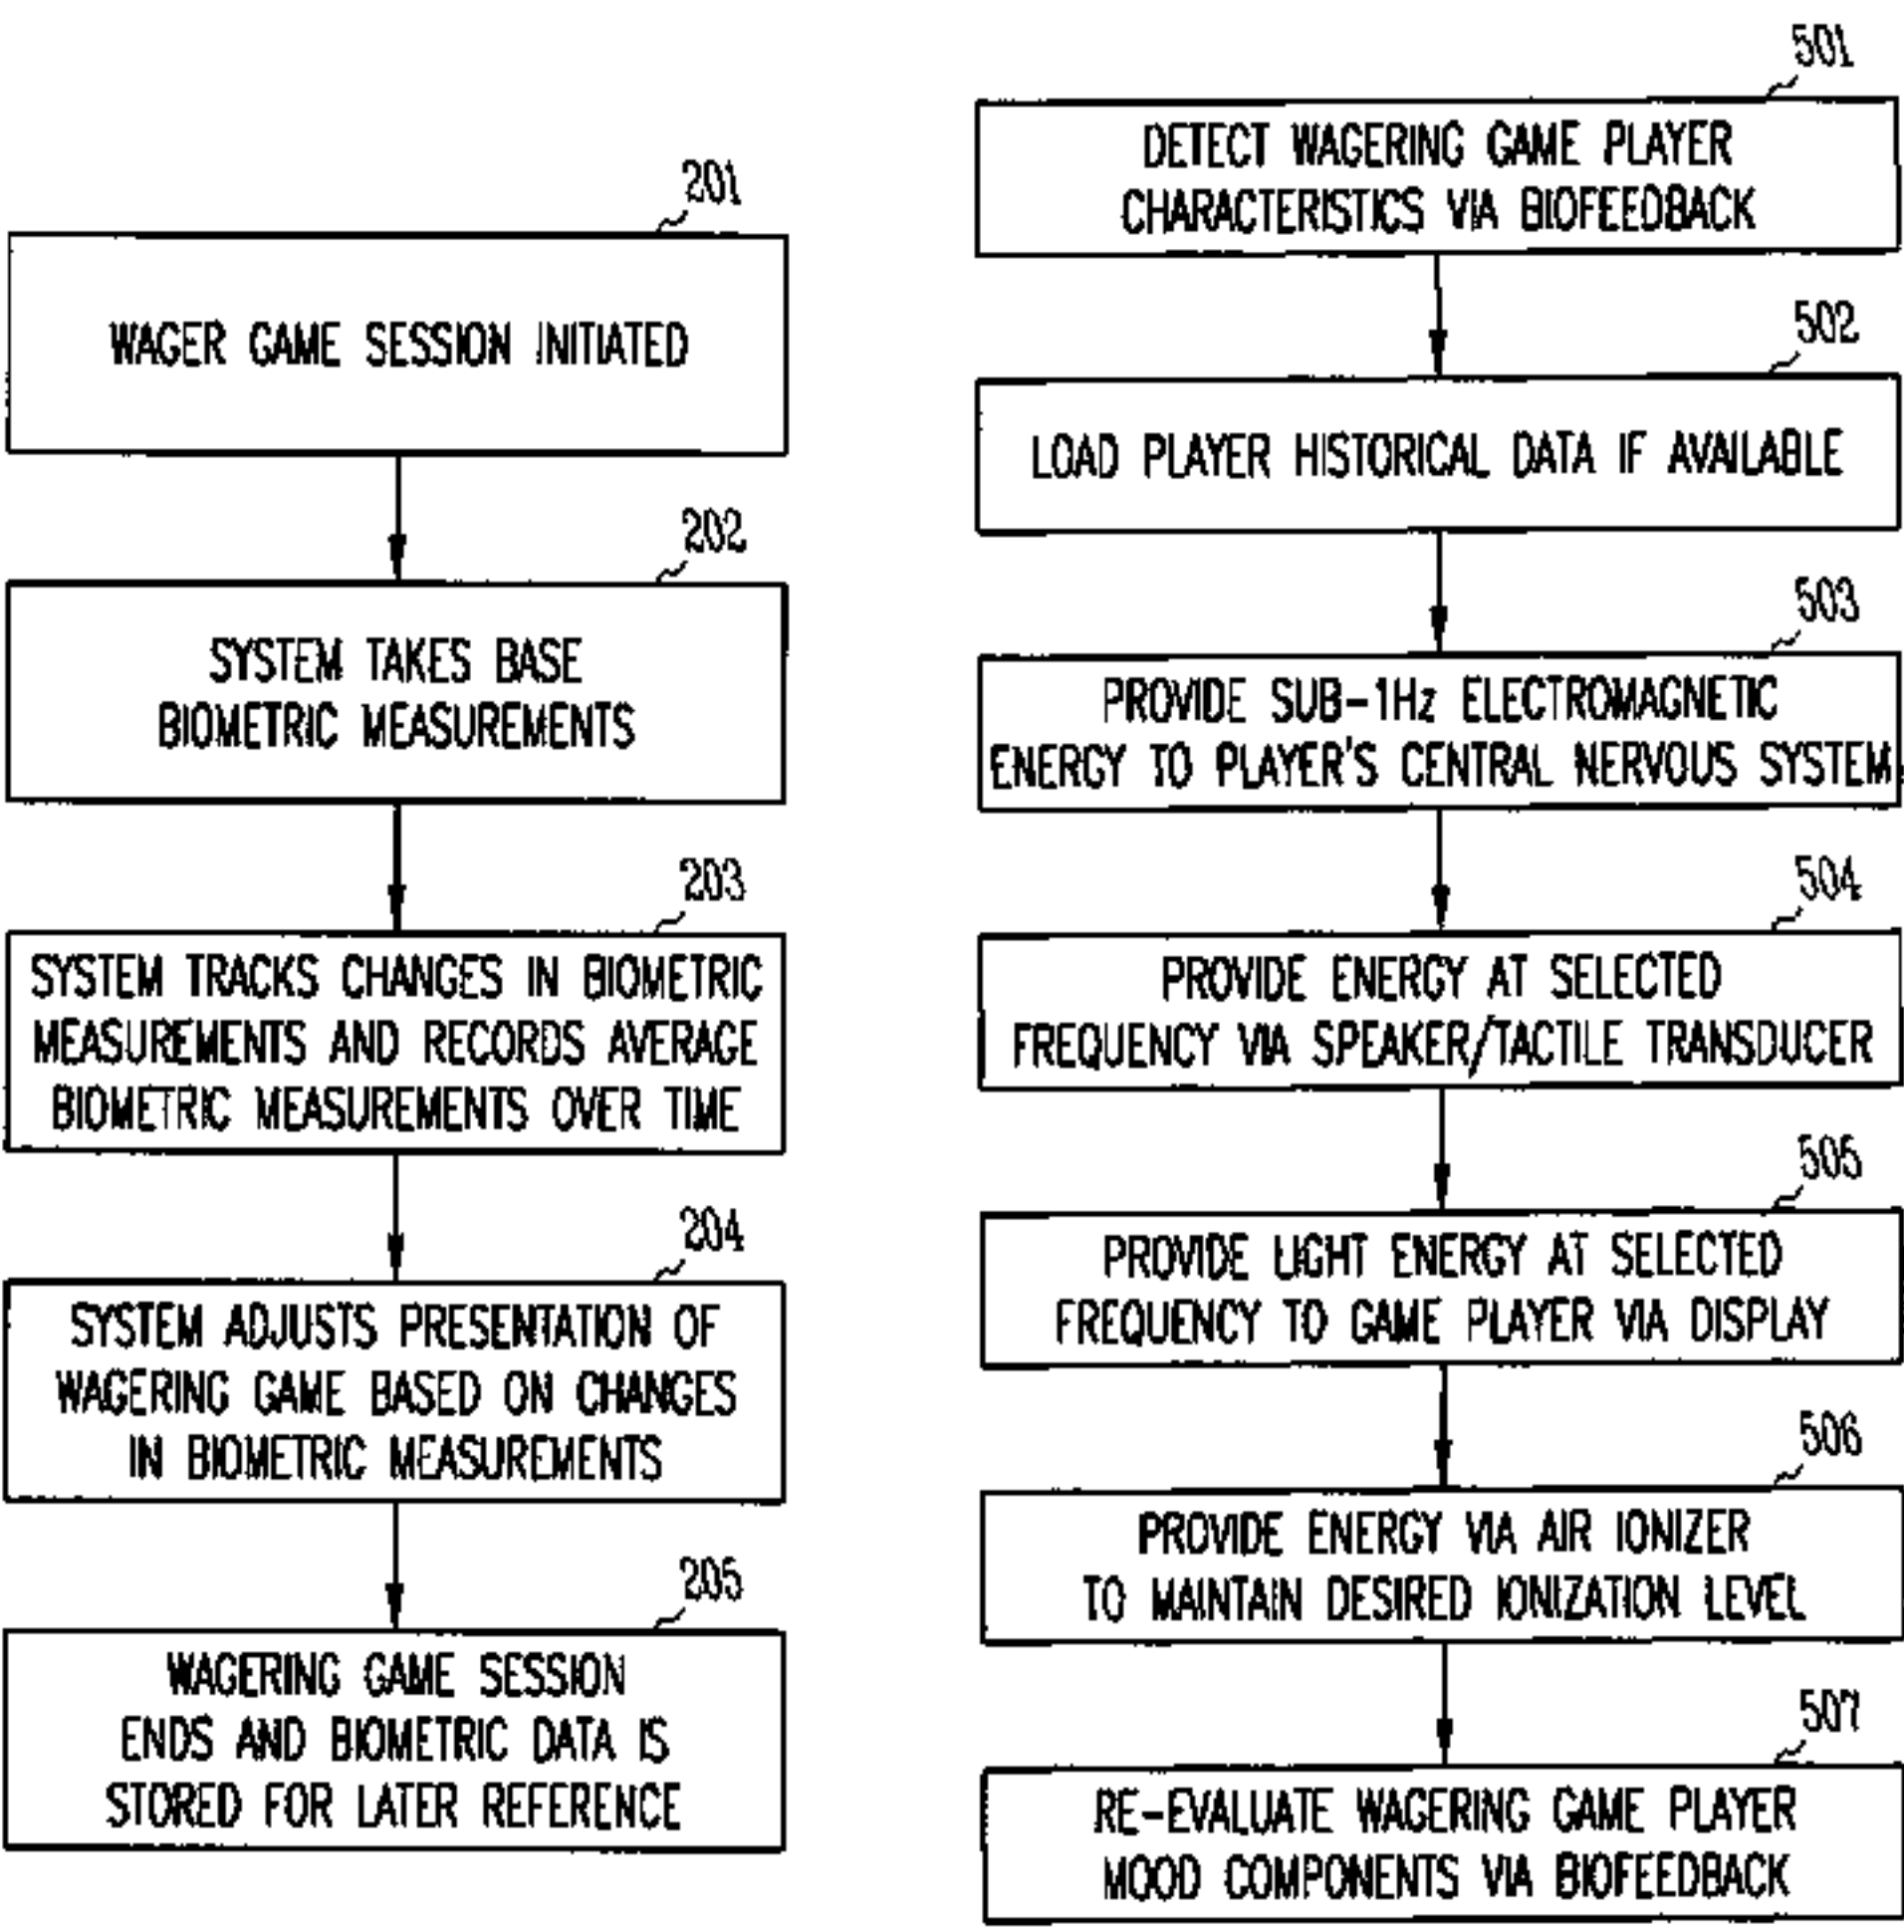 201
WAGER GAME SESSION INITIATED
202
SYSTEM TAKES BASE
BIOMETRIC MEASUREMENTS
203
SYSTEM TRACKS CHANGES IN BIOMETRIC
MEASUREMENTS AND RECORDS AVERAGE
BIOMETRIC MEASUREMENTS OVER TIME
204
SYSTEM ADJUSTS PRESENTATION OF
WAGERING GAME BASED ON CHANGES
IN BIOMETRIC MEASUREMENTS
205
WAGERING GAME SESSION
ENDS AND BIOMETRIC DATA IS
STORED FOR LATER REFERENCE
501
DETECT WAGERING GAME PLAYER
CHARACTERISTICS VIA BIOFEEDBACK
502
LOAD PLAYER HISTORICAL DATA IF AVAILABLE
503
PROVIDE SUB-1Hz ELECTROMAGNETIC
ENERGY TO PLAYER'S CENTRAL NERVOUS SYSTEM
504
PROVIDE ENERGY AT SELECTED
FREQUENCY VIA SPEAKER/TACTILE TRANSDUCER
505
PROVIDE LIGHT ENERGY AT SELECTED
FREQUENCY TO GAME PLAYER VIA DISPLAY
506
PROVIDE ENERGY VIA AIR IONIZER
TO MAINTAIN DESIRED IONIZATION LEVEL
507
RE-EVALUATE WAGERING GAME PLAYER
MOOD COMPONENTS VIA BIOFEEDBACK